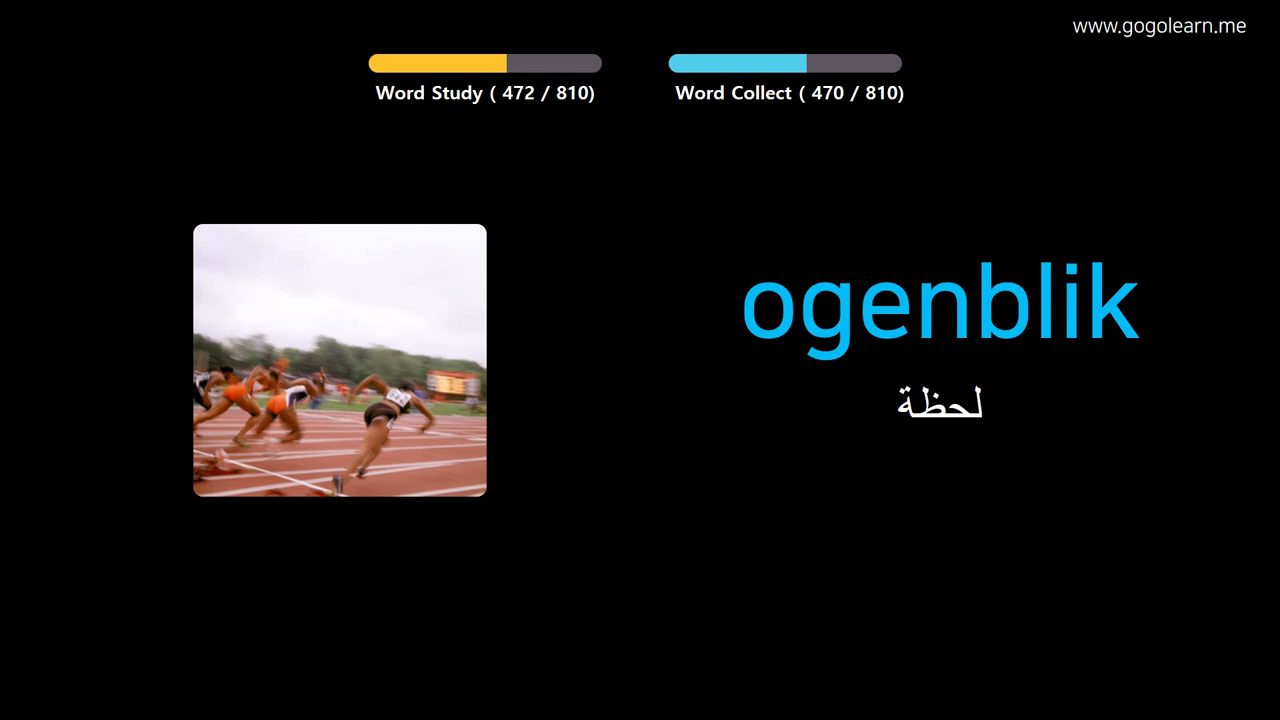 www.gogolearn.me
Word Study ( 472 / 810)
Word Collect ( 470 / 810)
ogenblik
لحظة